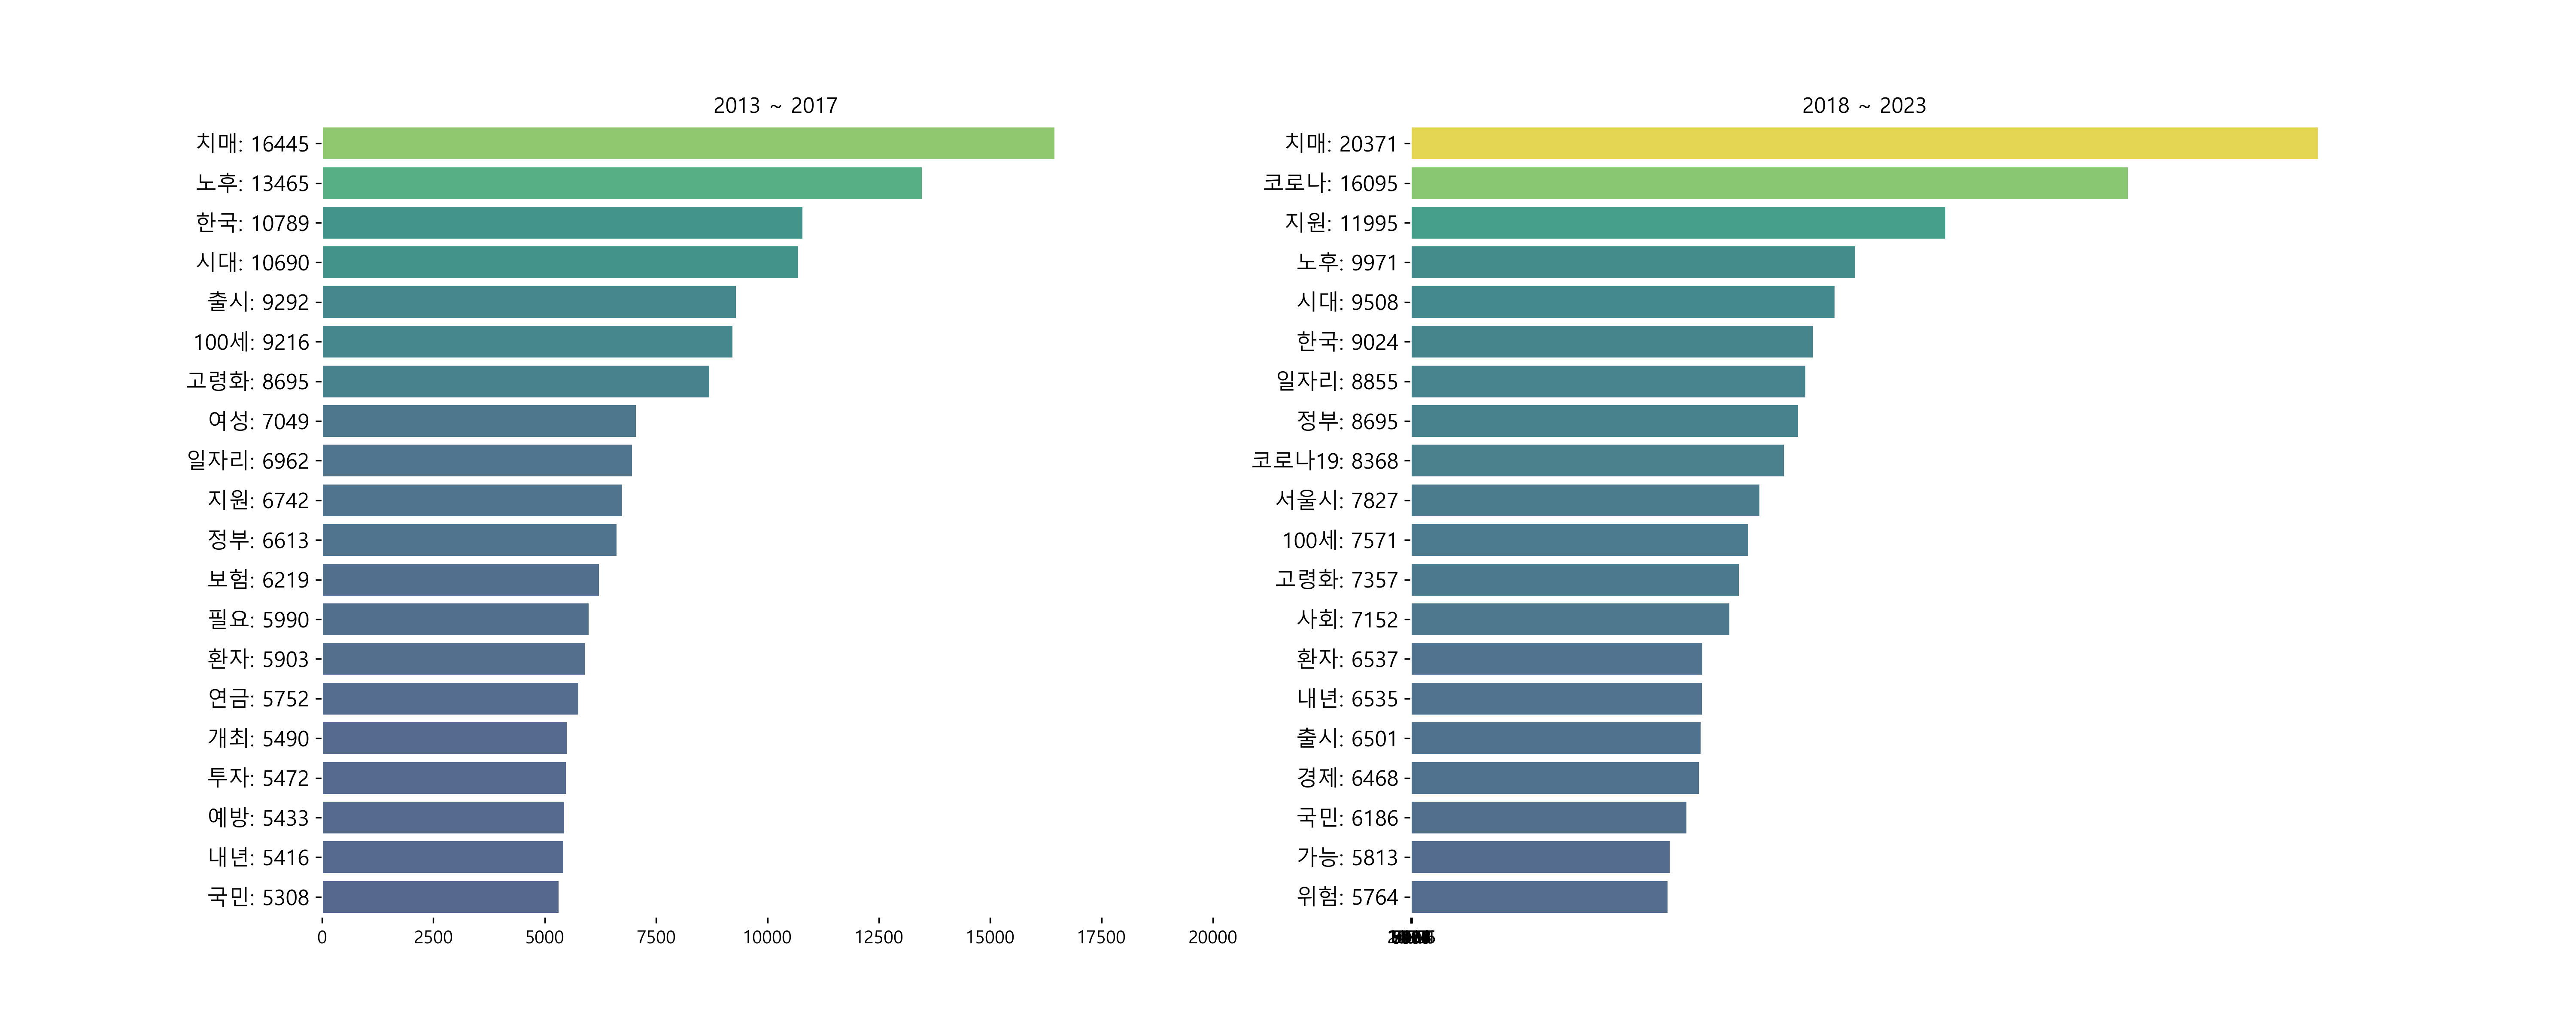 2013 ~ 2017
치매: 16445
노후: 13465
한국: 10789
시대: 10690
출시: 9292
100세: 9216
고령화: 8695
여성: 7049
일자리: 6962
지원: 6742
정부: 6613
보험: 6219
필요: 5990
환자: 5903
연금: 5752
개최: 5490
투자: 5472
예방: 5433
내년: 5416
국민: 5308
0 2500 5000 7500 10000 12500 15000 17500 20000
2018 ~ 2023
치매: 20371
코로나: 16095
지원: 11995
노후: 9971
시대: 9508
한국: 9024
일자리: 8855
정부: 8695
코로나19: 8368
서울시: 7827
100세: 7571
고령화: 7357
사회: 7152
환자: 6537
내년: 6535
출시: 6501
경제: 6468
국민: 6186
가능: 5813
위험: 5764